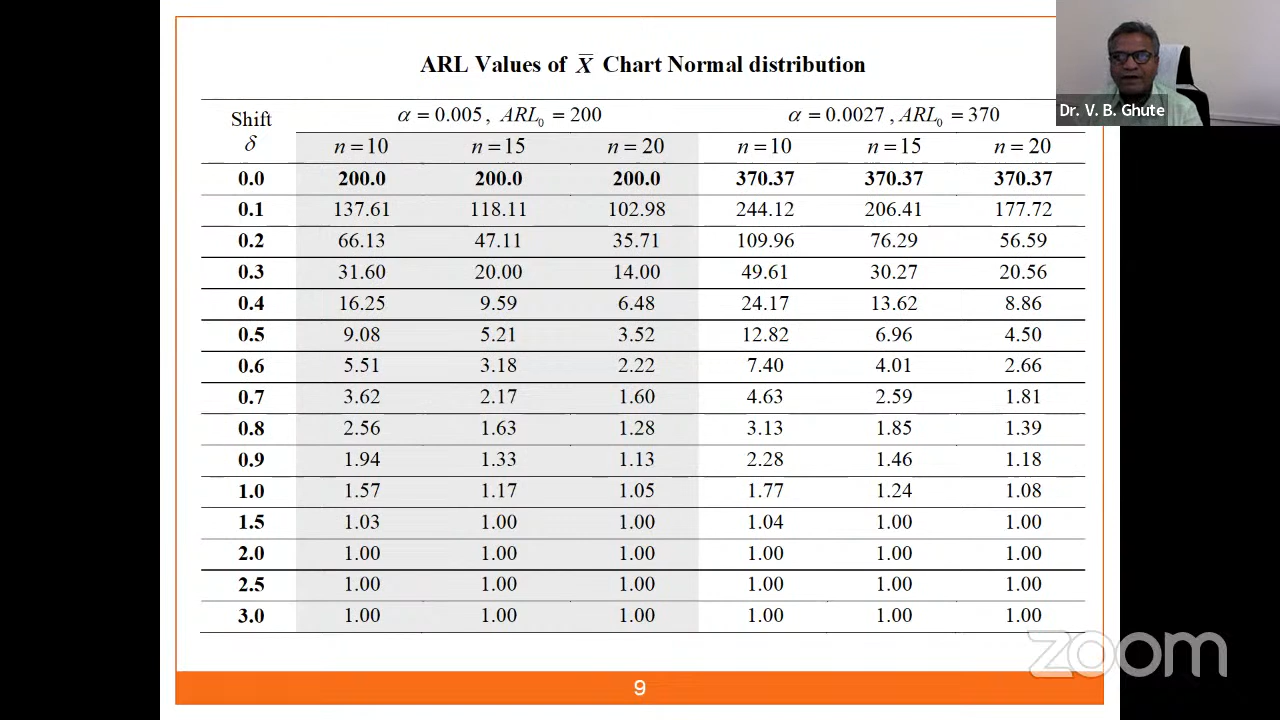 ARL Values of X̅ Chart Normal distribution
Shift δ
α = 0.005, ARL₀ = 200 α = 0.0027, ARL₀ = 370
n = 10 n = 15 n = 20 n = 10 n = 15 n = 20
0.0 200.0 200.0 200.0 370.37 370.37 370.37
0.1 137.61 118.11 102.98 244.12 206.41 177.72
0.2 66.13 47.11 35.71 109.96 76.29 56.59
0.3 31.60 20.00 14.00 49.61 30.27 20.56
0.4 16.25 9.59 6.48 24.17 13.62 8.86
0.5 9.08 5.21 3.52 12.82 6.96 4.50
0.6 5.51 3.18 2.22 7.40 4.01 2.66
0.7 3.62 2.17 1.60 4.63 2.59 1.81
0.8 2.56 1.63 1.28 3.13 1.85 1.39
0.9 1.94 1.33 1.13 2.28 1.46 1.18
1.0 1.57 1.17 1.05 1.77 1.24 1.08
1.5 1.03 1.00 1.00 1.04 1.00 1.00
2.0 1.00 1.00 1.00 1.00 1.00 1.00
2.5 1.00 1.00 1.00 1.00 1.00 1.00
3.0 1.00 1.00 1.00 1.00 1.00 1.00
9
Dr. V. B. Ghute
zoom